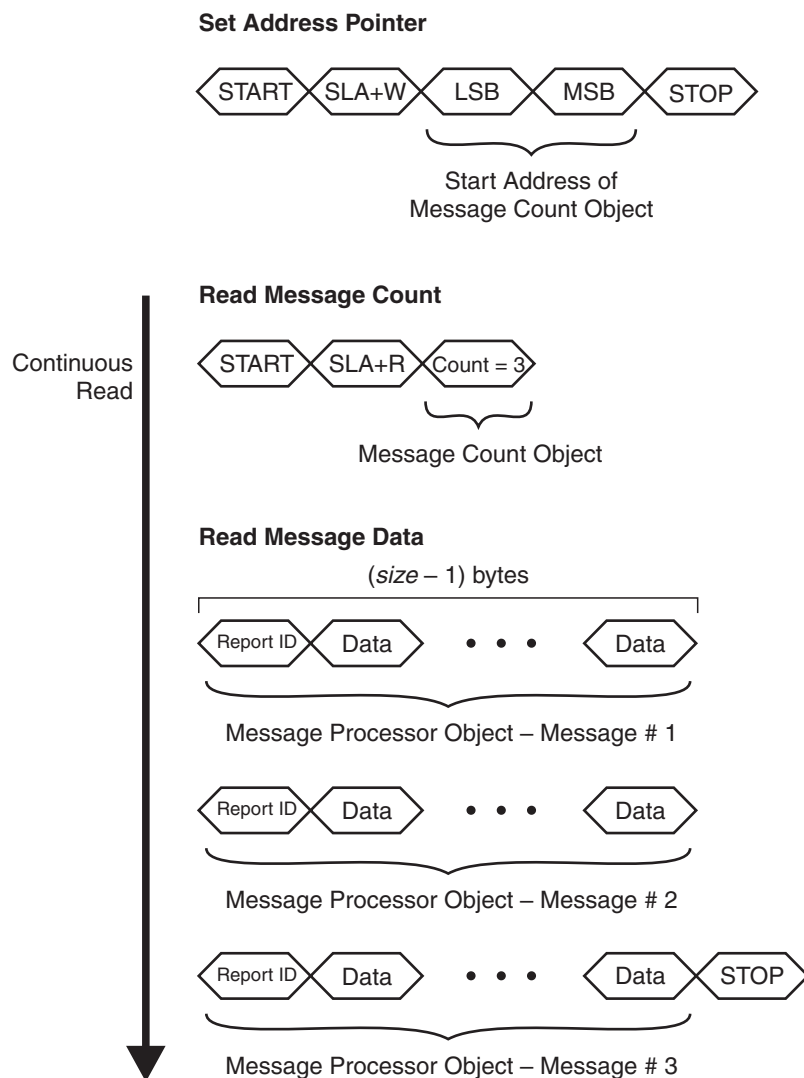 Set Address Pointer
START SLA+W LSB MSB STOP
Start Address of
Message Count Object
Read Message Count
Continuous
Read
START SLA+R Count = 3
Message Count Object
Read Message Data
(size – 1) bytes
Report ID Data • • • Data
Message Processor Object – Message # 1
Report ID Data • • • Data
Message Processor Object – Message # 2
Report ID Data • • • Data STOP
Message Processor Object – Message # 3